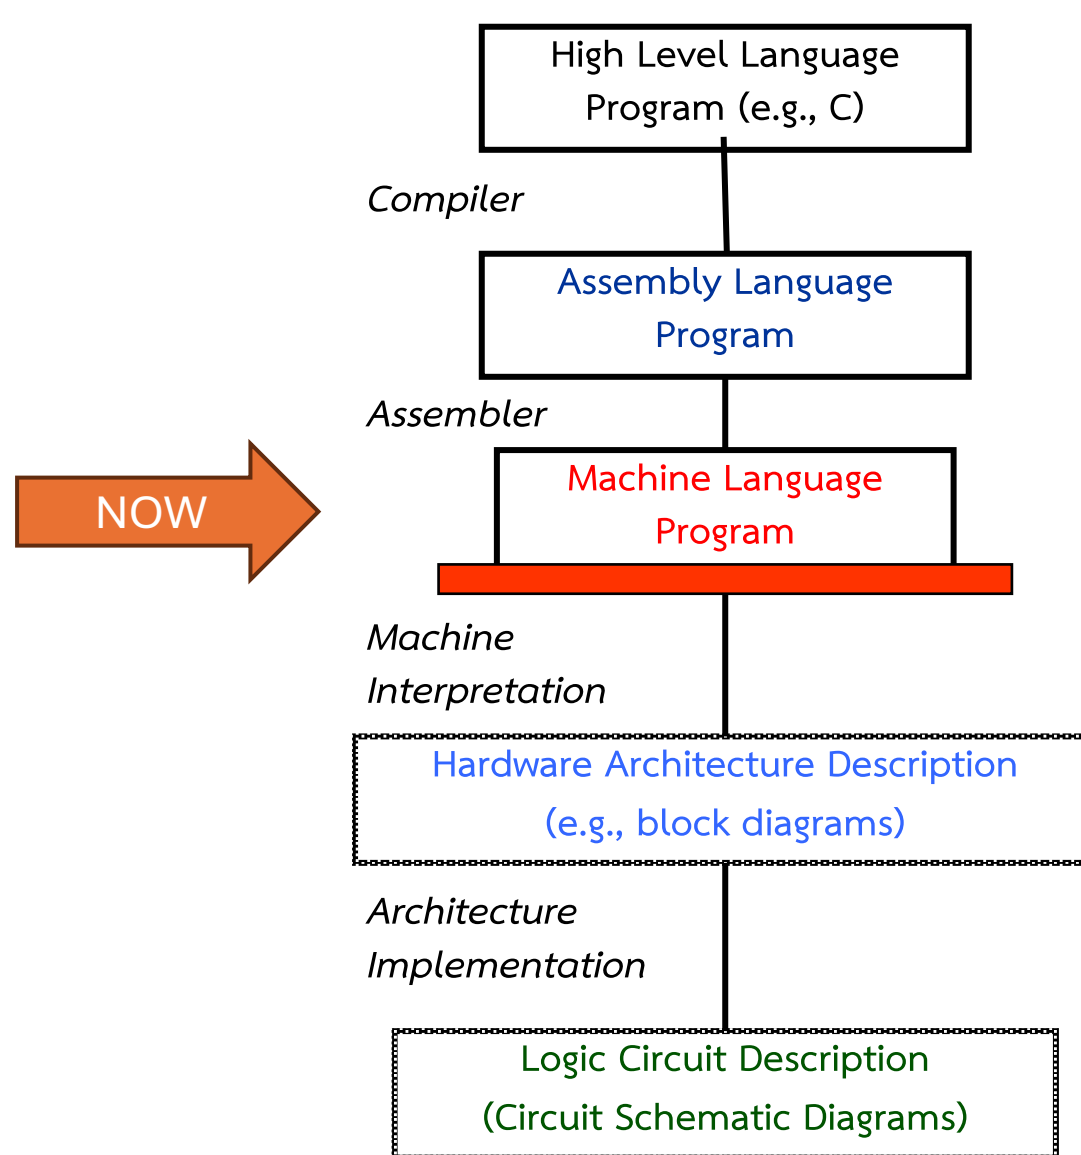 High Level Language
Program (e.g., C)
Compiler
Assembly Language
Program
Assembler
NOW
Machine Language
Program
Machine
Interpretation
Hardware Architecture Description
(e.g., block diagrams)
Architecture
Implementation
Logic Circuit Description
(Circuit Schematic Diagrams)